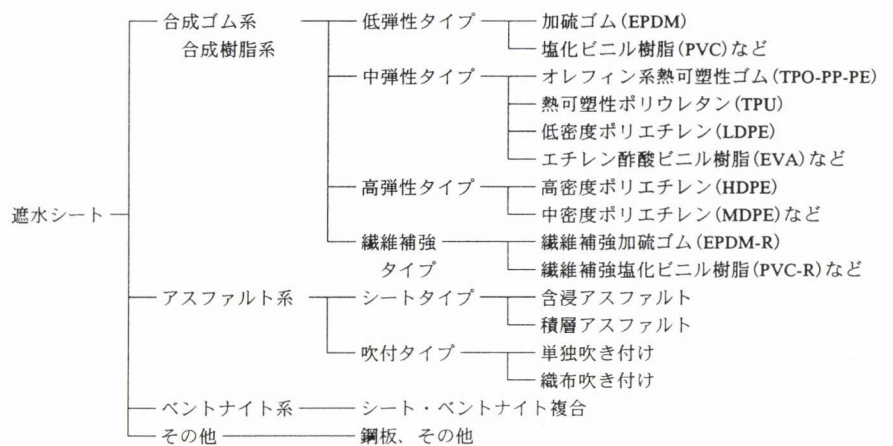 合成ゴム系 低弾性タイプ 加硫ゴム(EPDM)
合成樹脂系 塩化ビニル樹脂(PVC)など
中弾性タイプ オレフィン系熱可塑性ゴム(TPO-PP-PE)
熱可塑性ポリウレタン(TPU)
低密度ポリエチレン(LDPE)
エチレン酢酸ビニル樹脂(EVA)など
高弾性タイプ 高密度ポリエチレン(HDPE)
遮水シート 中密度ポリエチレン(MDPE)など
繊維補強 繊維補強加硫ゴム(EPDM-R)
タイプ 繊維補強塩化ビニル樹脂(PVC-R)など
アスファルト系 シートタイプ 含浸アスファルト
積層アスファルト
吹付タイプ 単独吹き付け
織布吹き付け
ベントナイト系 シート・ベントナイト複合
その他 鋼板、その他